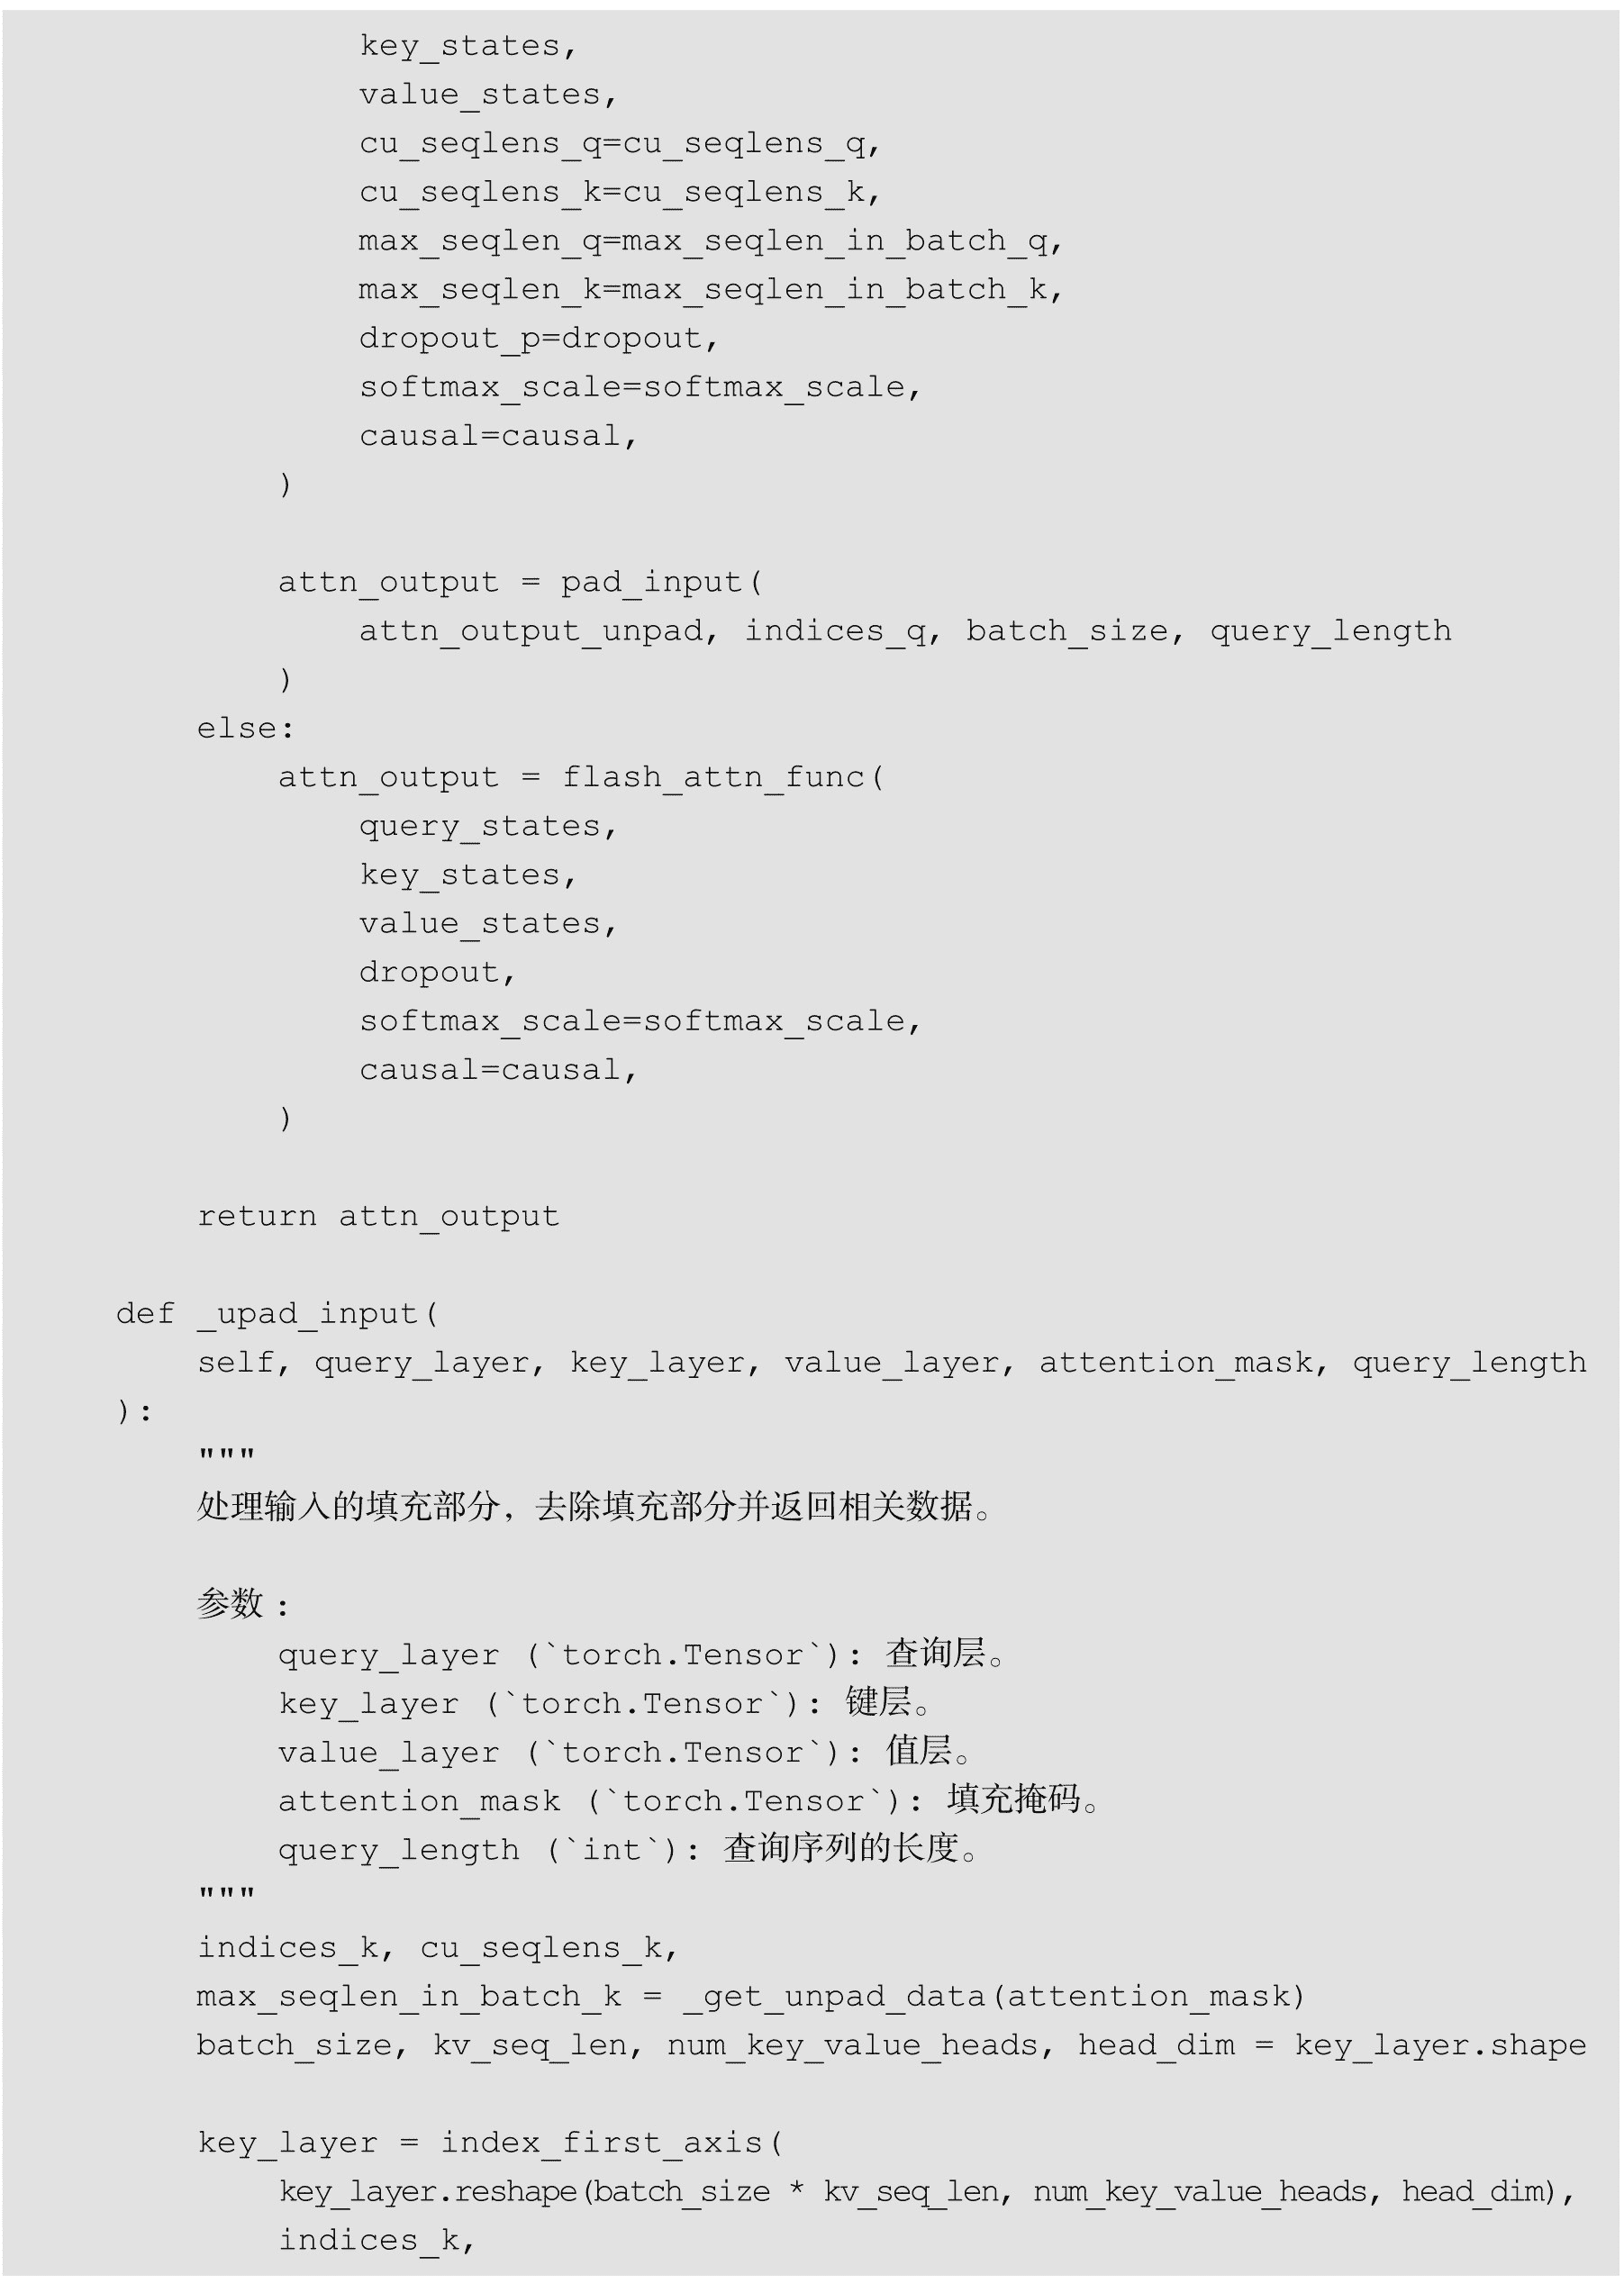 key_states,
                value_states,
                cu_seqlens_q=cu_seqlens_q,
                cu_seqlens_k=cu_seqlens_k,
                max_seqlen_q=max_seqlen_in_batch_q,
                max_seqlen_k=max_seqlen_in_batch_k,
                dropout_p=dropout,
                softmax_scale=softmax_scale,
                causal=causal,
            )

            attn_output = pad_input(
                attn_output_unpad, indices_q, batch_size, query_length
            )
        else:
            attn_output = flash_attn_func(
                query_states,
                key_states,
                value_states,
                dropout,
                softmax_scale=softmax_scale,
                causal=causal,
            )

        return attn_output

    def _upad_input(
        self, query_layer, key_layer, value_layer, attention_mask, query_length
    ):
        """
        处理输入的填充部分，去除填充部分并返回相关数据。

        参数：
            query_layer (`torch.Tensor`): 查询层。
            key_layer (`torch.Tensor`): 键层。
            value_layer (`torch.Tensor`): 值层。
            attention_mask (`torch.Tensor`): 填充掩码。
            query_length (`int`): 查询序列的长度。
        """
        indices_k, cu_seqlens_k,
        max_seqlen_in_batch_k = _get_unpad_data(attention_mask)
        batch_size, kv_seq_len, num_key_value_heads, head_dim = key_layer.shape

        key_layer = index_first_axis(
            key_layer.reshape(batch_size * kv_seq_len, num_key_value_heads, head_dim),
            indices_k,